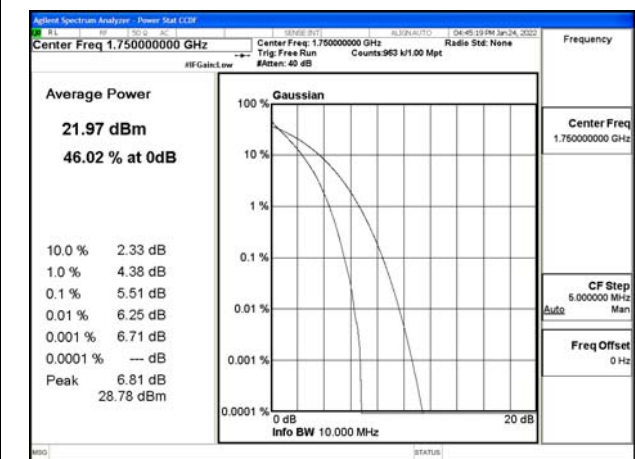 Agilent Spectrum Analyzer - Power Stat CCDF
RL RF 50 Ω AC SENSE:INT ALIGN AUTO 04:45:19 PM Jan 24, 2022
Center Freq 1.750000000 GHz
Center Freq: 1.750000000 GHz Radio Std: None
Trig: Free Run Counts:963 k/1.00 Mpt
#IFGain:Low #Atten: 40 dB
Frequency
Average Power
21.97 dBm
46.02 % at 0dB
10.0 % 2.33 dB
1.0 % 4.38 dB
0.1 % 5.51 dB
0.01 % 6.25 dB
0.001 % 6.71 dB
0.0001 % --- dB
Peak 6.81 dB
28.78 dBm
Gaussian
100 %
10 %
1 %
0.1 %
0.01 %
0.001 %
0.0001 %
0 dB 20 dB
Info BW 10.000 MHz
Center Freq
1.750000000 GHz
CF Step
5.000000 MHz
Auto Man
Freq Offset
0 Hz
MSG STATUS